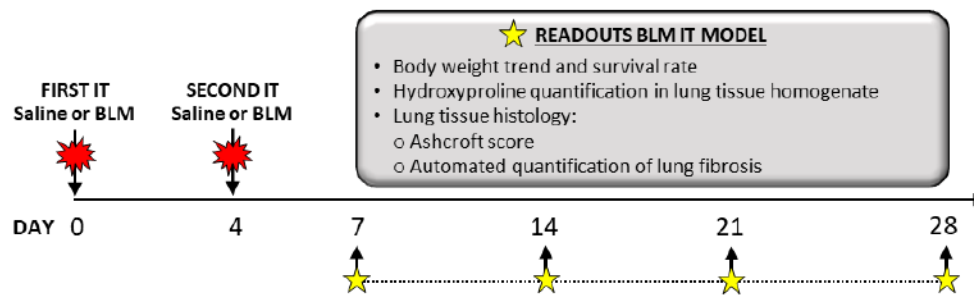 READOUTS BLM IT MODEL
• Body weight trend and survival rate
• Hydroxyproline quantification in lung tissue homogenate
• Lung tissue histology:
o Ashcroft score
o Automated quantification of lung fibrosis
FIRST IT
Saline or BLM
SECOND IT
Saline or BLM
DAY 0 4 7 14 21 28